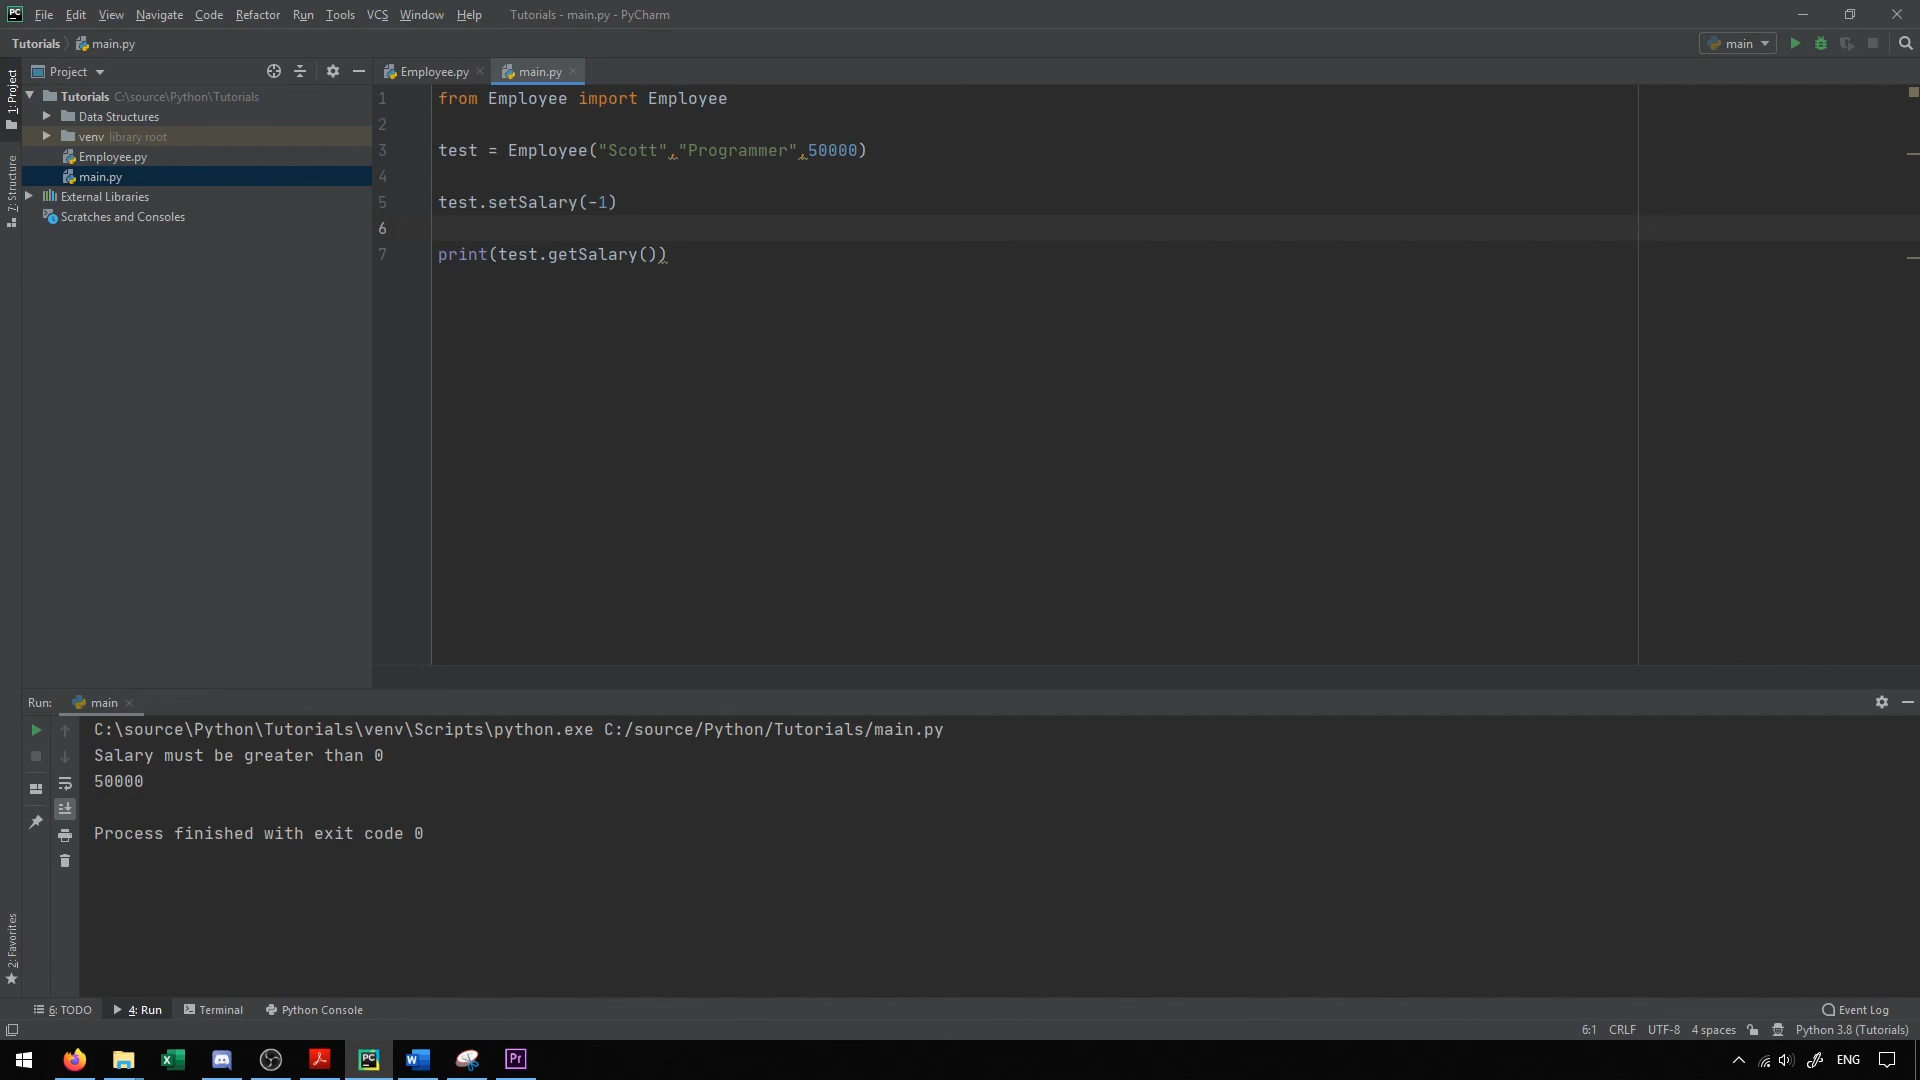 PC File Edit View Navigate Code Refactor Run Tools VCS Window Help Tutorials - main.py - PyCharm
Tutorials main.py main
1: Project
Project
Employee.py main.py
Tutorials C:\source\Python\Tutorials
Data Structures
venv library root
Employee.py
main.py
External Libraries
Scratches and Consoles
7: Structure
1 from Employee import Employee
2
3 test = Employee("Scott","Programmer",50000)
4
5 test.setSalary(-1)
6
7 print(test.getSalary())
Run: main
C:\source\Python\Tutorials\venv\Scripts\python.exe C:/source/Python/Tutorials/main.py
Salary must be greater than 0
50000
Process finished with exit code 0
2: Favorites
6: TODO 4: Run Terminal Python Console Event Log
6:1 CRLF UTF-8 4 spaces Python 3.8 (Tutorials)
X PC W Pr ENG